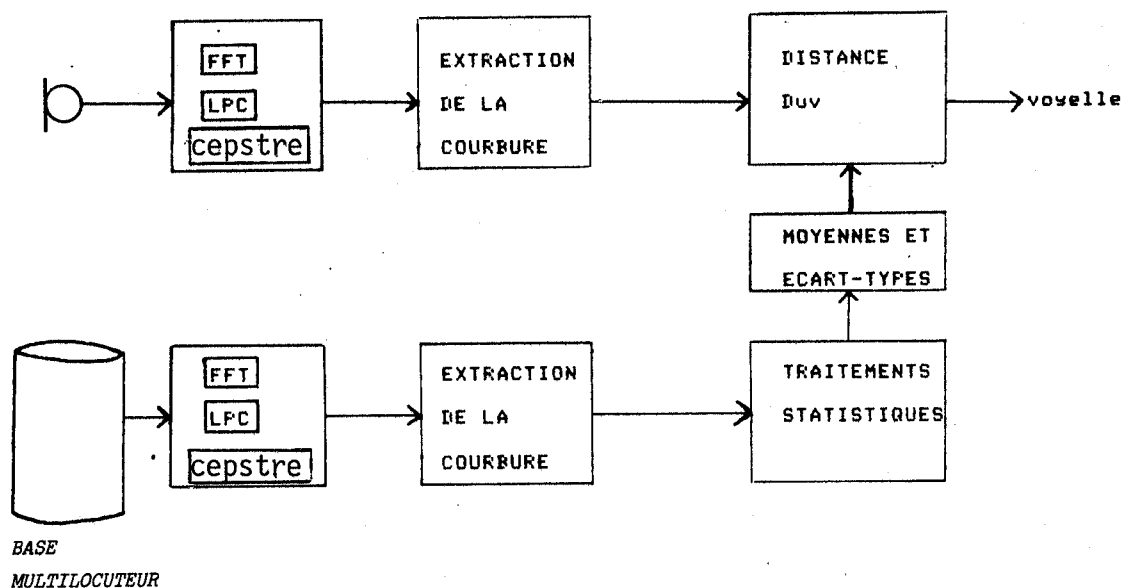 FFT
LPC
cepstre
EXTRACTION
DE LA
COURBURE
DISTANCE
Duv
voyelle
MOYENNES ET
ECART-TYPES
FFT
LPC
cepstre
EXTRACTION
DE LA
COURBURE
TRAITEMENTS
STATISTIQUES
BASE
MULTILOCUTEUR